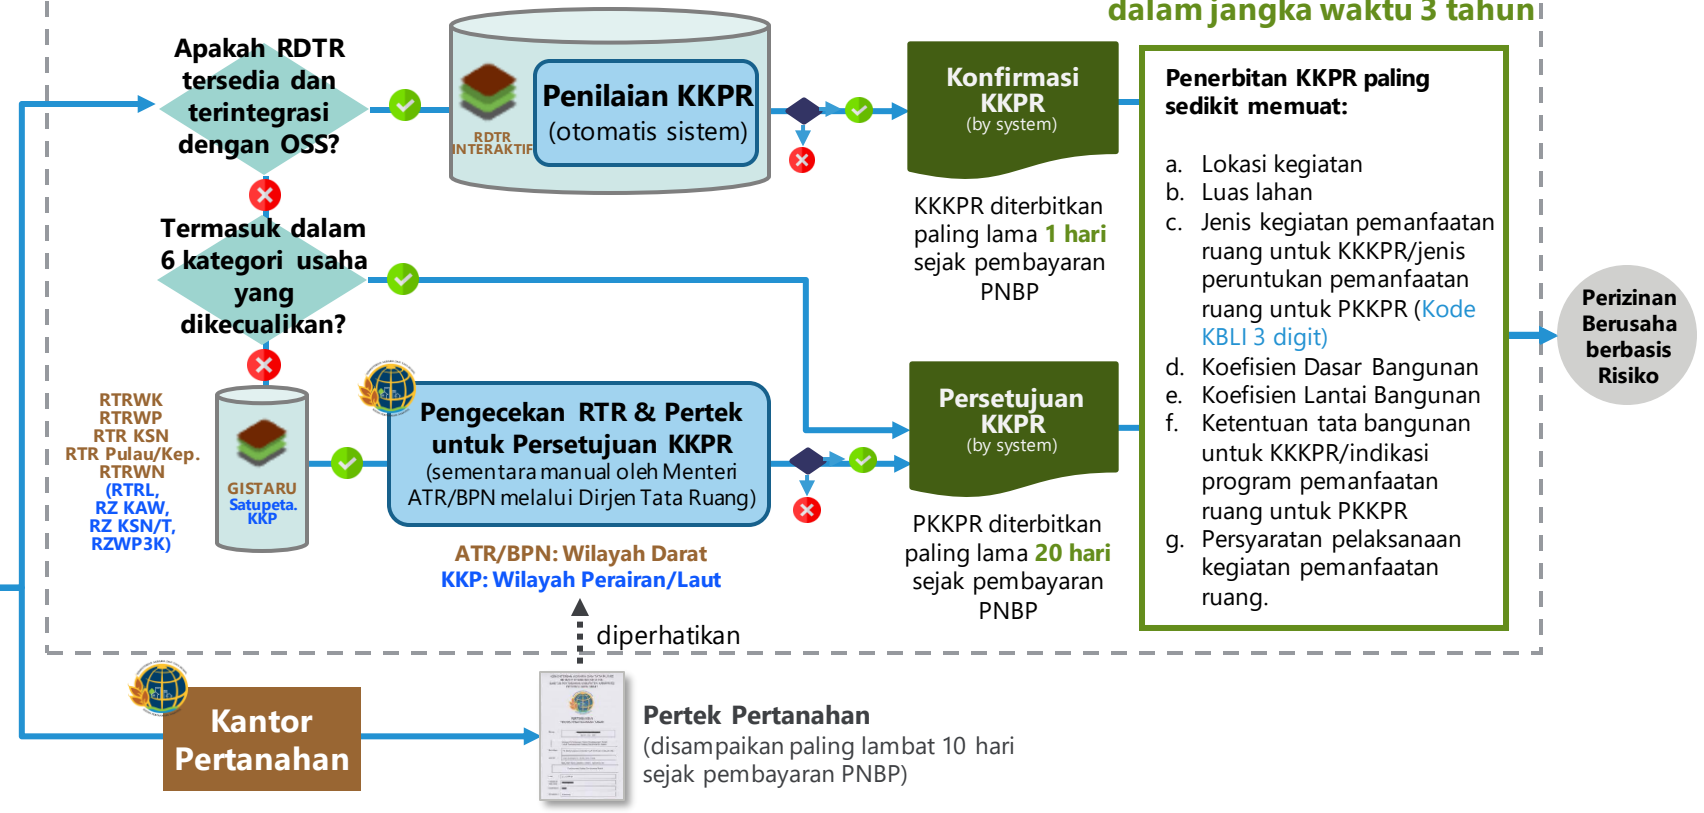 dalam jangka waktu 3 tahun
Apakah RDTR
tersedia dan
terintegrasi
dengan OSS?
RDTR
INTERAKTIF
Penilaian KKPR
(otomatis sistem)
Konfirmasi
KKPR
(by system)
KKKPR diterbitkan
paling lama 1 hari
sejak pembayaran
PNBP
Penerbitan KKPR paling
sedikit memuat:
a. Lokasi kegiatan
b. Luas lahan
c. Jenis kegiatan pemanfaatan
ruang untuk KKKPR/jenis
peruntukan pemanfaatan
ruang untuk PKKPR (Kode
KBLI 3 digit)
d. Koefisien Dasar Bangunan
e. Koefisien Lantai Bangunan
f. Ketentuan tata bangunan
untuk KKKPR/indikasi
program pemanfaatan
ruang untuk PKKPR
g. Persyaratan pelaksanaan
kegiatan pemanfaatan
ruang.
Perizinan
Berusaha
berbasis
Risiko
Termasuk dalam
6 kategori usaha
yang
dikecualikan?
RTRWK
RTRWP
RTR KSN
RTR Pulau/Kep.
RTRWN
(RTRL,
RZ KAW,
RZ KSN/T,
RZWP3K)
GISTARU
Satupeta.
KKP
Pengecekan RTR & Pertek
untuk Persetujuan KKPR
(sementara manual oleh Menteri
ATR/BPN melalui Dirjen Tata Ruang)
ATR/BPN: Wilayah Darat
KKP: Wilayah Perairan/Laut
Persetujuan
KKPR
(by system)
PKKPR diterbitkan
paling lama 20 hari
sejak pembayaran
PNBP
diperhatikan
Kantor
Pertanahan
Pertek Pertanahan
(disampaikan paling lambat 10 hari
sejak pembayaran PNBP)